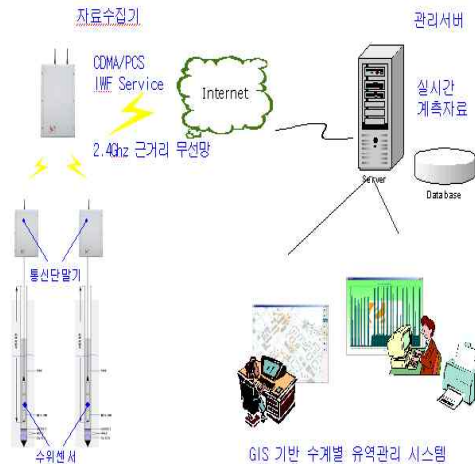 자료수집기
관리서버
CDMA/PCS
IWF Service
Internet
실시간
계측자료
2.4Ghz 근거리 무선망
Server
Database
통신단말기
수위센서
GIS 기반 수계별 유역관리 시스템